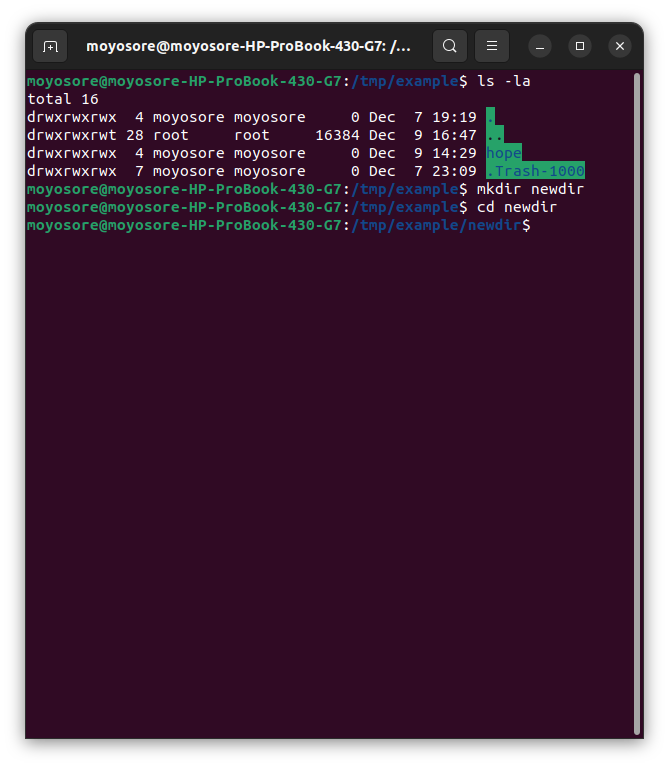 moyosore@moyosore-HP-ProBook-430-G7: /...
moyosore@moyosore-HP-ProBook-430-G7:/tmp/example$ ls -la
total 16
drwxrwxrwx  4 moyosore moyosore     0 Dec  7 19:19 .
drwxrwxrwt 28 root     root     16384 Dec  9 16:47 ..
drwxrwxrwx  4 moyosore moyosore     0 Dec  9 14:29 hope
drwxrwxrwx  7 moyosore moyosore     0 Dec  7 23:09 .Trash-1000
moyosore@moyosore-HP-ProBook-430-G7:/tmp/example$ mkdir newdir
moyosore@moyosore-HP-ProBook-430-G7:/tmp/example$ cd newdir
moyosore@moyosore-HP-ProBook-430-G7:/tmp/example/newdir$